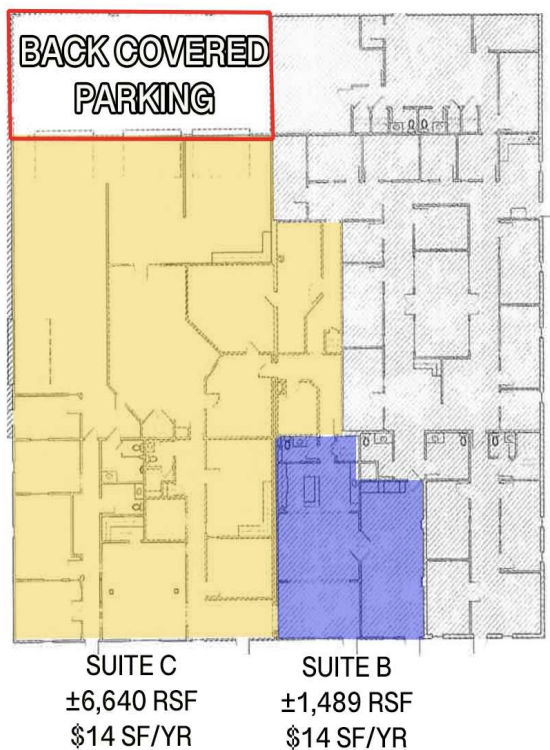 BACK COVERED
PARKING
SUITE C
±6,640 RSF
$14 SF/YR
SUITE B
±1,489 RSF
$14 SF/YR